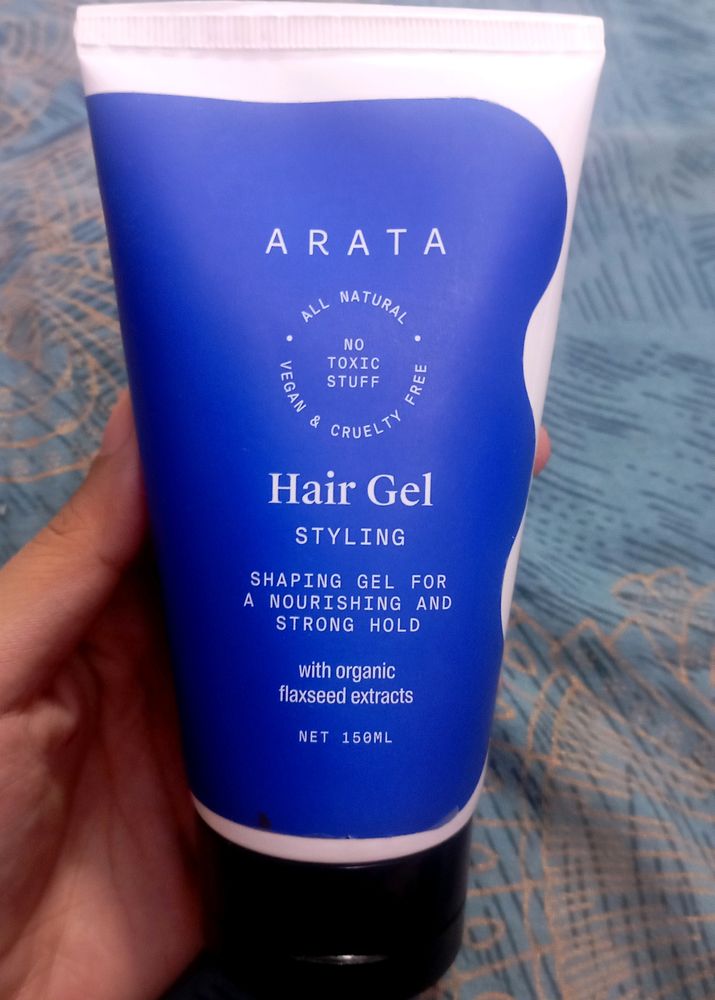 ARATA
ALL NATURAL
NO
TOXIC
STUFF
VEGAN & CRUELTY FREE
Hair Gel
STYLING
SHAPING GEL FOR
A NOURISHING AND
STRONG HOLD
with organic
flaxseed extracts
NET 150ML